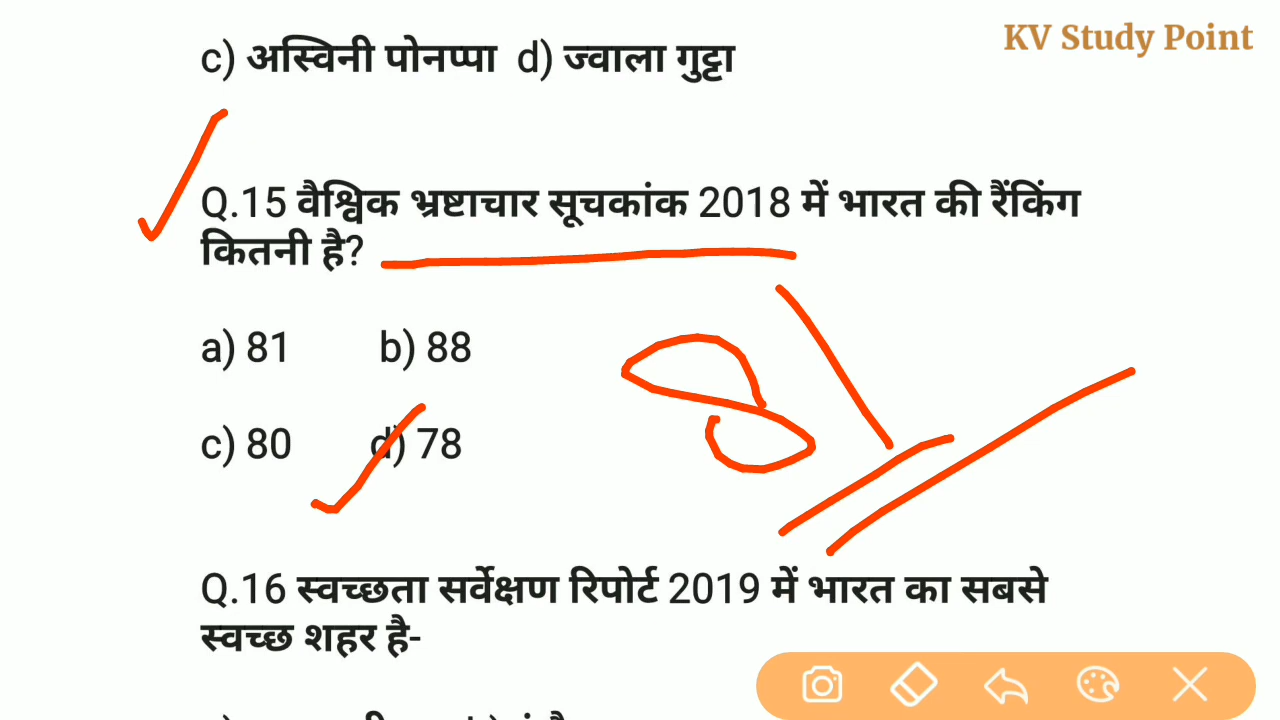 KV Study Point
c) अस्विनी पोनप्पा d) ज्वाला गुट्टा
Q.15 वैश्विक भ्रष्टाचार सूचकांक 2018 में भारत की रैंकिंग
कितनी है?
a) 81 b) 88
c) 80 d) 78
Q.16 स्वच्छता सर्वेक्षण रिपोर्ट 2019 में भारत का सबसे
स्वच्छ शहर है-